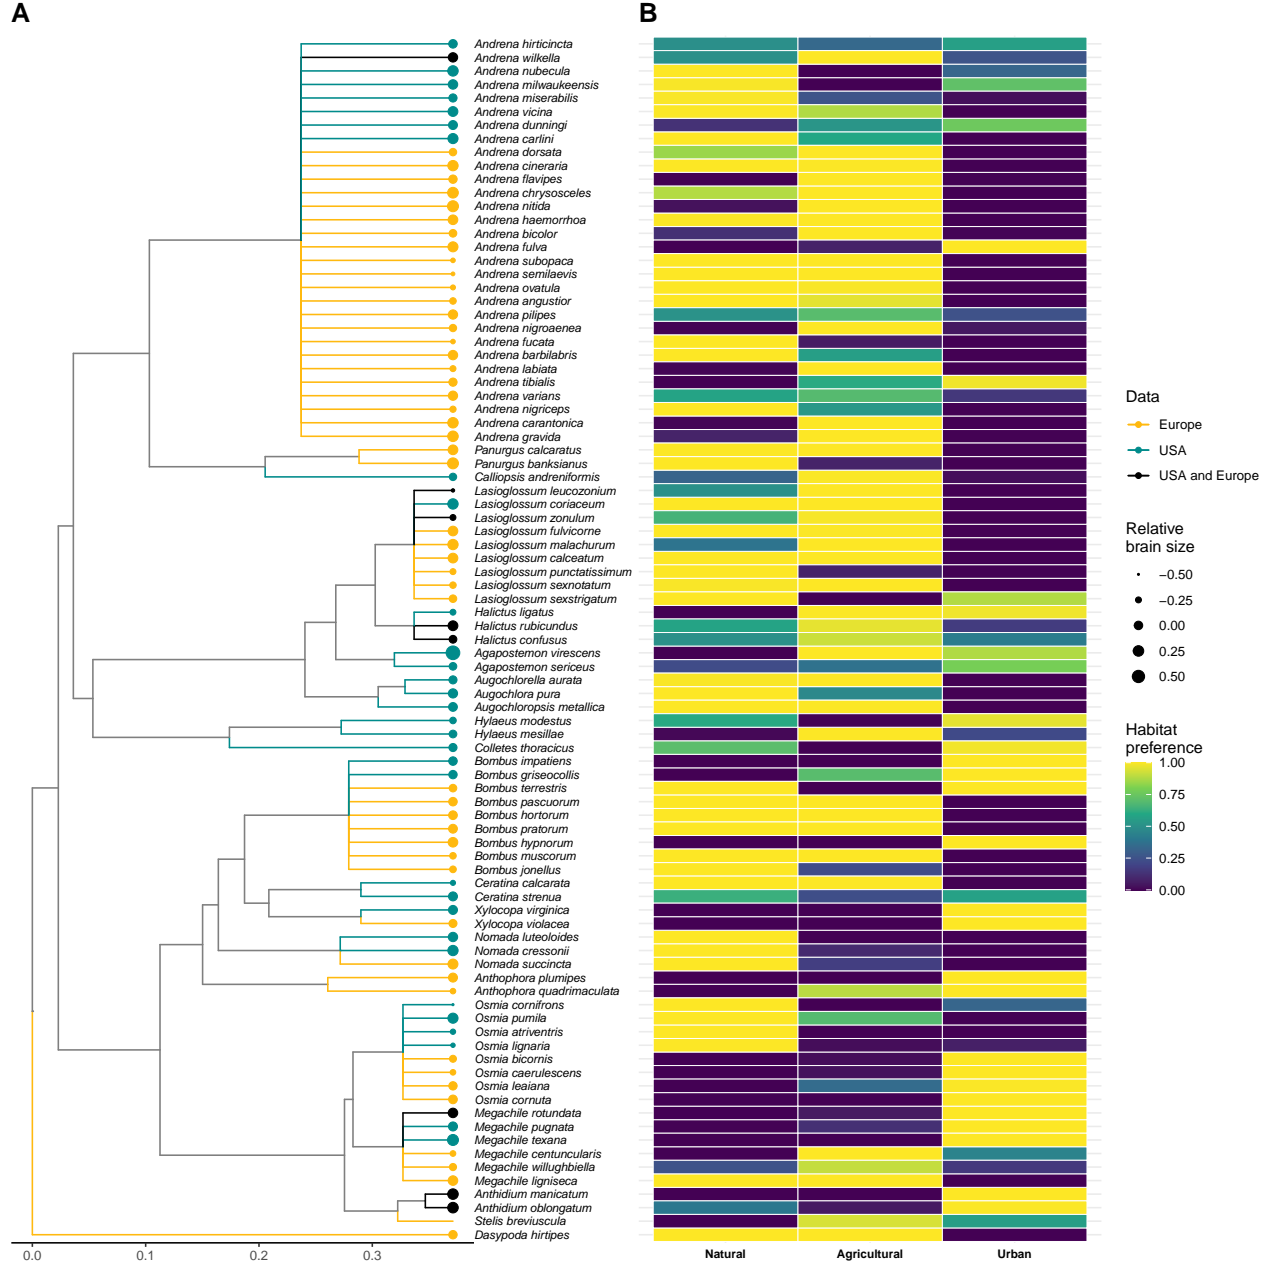 A
B
Andrena hirticincta
Andrena wilkella
Andrena nubecula
Andrena milwaukeensis
Andrena miserabilis
Andrena vicina
Andrena dunningi
Andrena carlini
Andrena dorsata
Andrena cineraria
Andrena flavipes
Andrena chrysosceles
Andrena nitida
Andrena haemorrhoa
Andrena bicolor
Andrena fulva
Andrena subopaca
Andrena semilaevis
Andrena ovatula
Andrena angustior
Andrena pilipes
Andrena nigroaenea
Andrena fucata
Andrena barbilabris
Andrena labiata
Andrena tibialis
Andrena varians
Andrena nigriceps
Andrena carantonica
Andrena gravida
Panurgus calcaratus
Panurgus banksianus
Calliopsis andreniformis
Lasioglossum leucozonium
Lasioglossum coriaceum
Lasioglossum zonulum
Lasioglossum fulvicorne
Lasioglossum malachurum
Lasioglossum calceatum
Lasioglossum punctatissimum
Lasioglossum sexnotatum
Lasioglossum sexstrigatum
Halictus ligatus
Halictus rubicundus
Halictus confusus
Agapostemon virescens
Agapostemon sericeus
Augochlorella aurata
Augochlora pura
Augochloropsis metallica
Hylaeus modestus
Hylaeus mesillae
Colletes thoracicus
Bombus impatiens
Bombus griseocollis
Bombus terrestris
Bombus pascuorum
Bombus hortorum
Bombus pratorum
Bombus hypnorum
Bombus muscorum
Bombus jonellus
Ceratina calcarata
Ceratina strenua
Xylocopa virginica
Xylocopa violacea
Nomada luteoloides
Nomada cressonii
Nomada succincta
Anthophora plumipes
Anthophora quadrimaculata
Osmia cornifrons
Osmia pumila
Osmia atriventris
Osmia lignaria
Osmia bicornis
Osmia caerulescens
Osmia leaiana
Osmia cornuta
Megachile rotundata
Megachile pugnata
Megachile texana
Megachile centuncularis
Megachile willughbiella
Megachile ligniseca
Anthidium manicatum
Anthidium oblongatum
Stelis breviuscula
Dasypoda hirtipes
0.0 0.1 0.2 0.3
Natural Agricultural Urban
Data
Europe
USA
USA and Europe
Relative
brain size
−0.50
−0.25
0.00
0.25
0.50
Habitat
preference
1.00
0.75
0.50
0.25
0.00